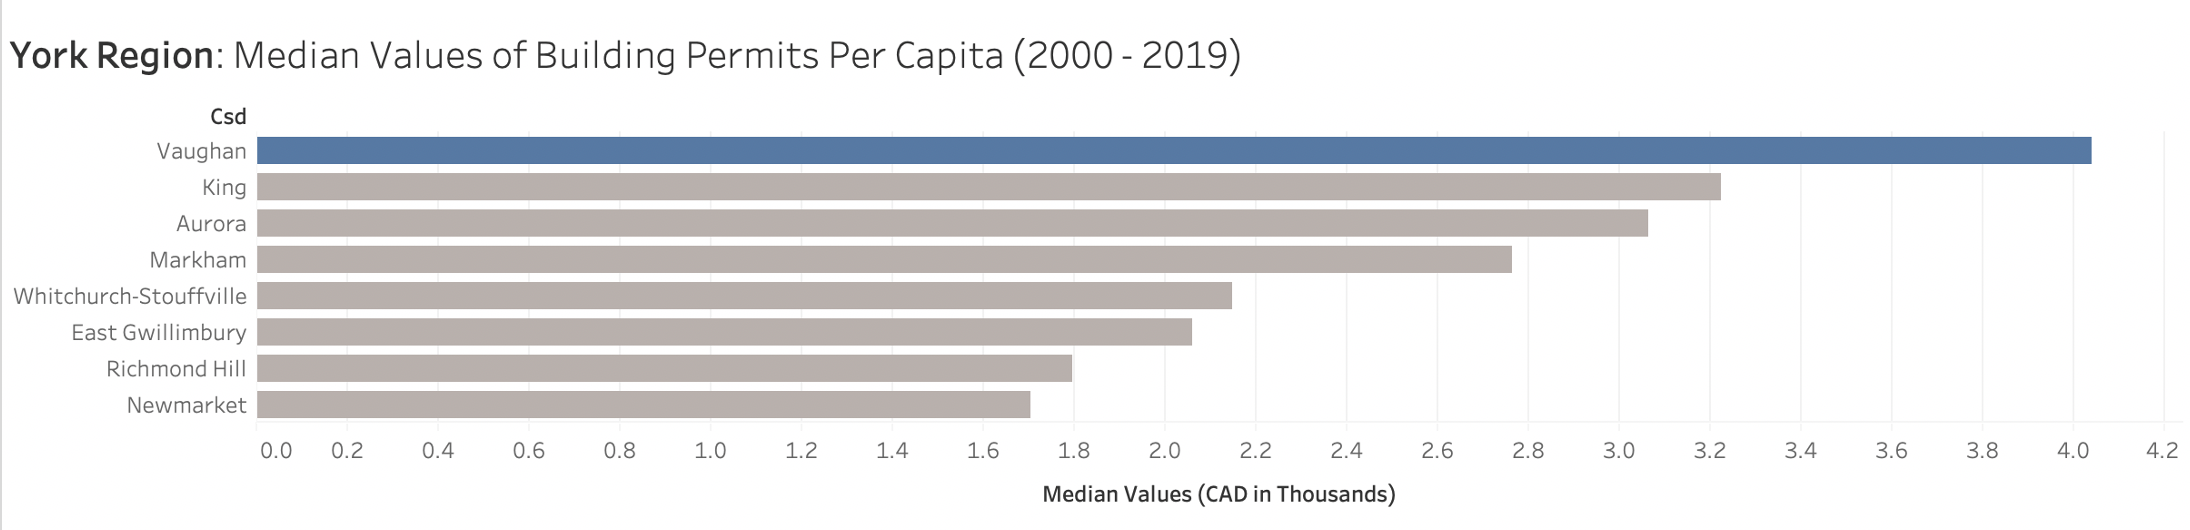 York Region: Median Values of Building Permits Per Capita (2000 - 2019)
Csd
Vaughan
King
Aurora
Markham
Whitchurch-Stouffville
East Gwillimbury
Richmond Hill
Newmarket
0.0 0.2 0.4 0.6 0.8 1.0 1.2 1.4 1.6 1.8 2.0 2.2 2.4 2.6 2.8 3.0 3.2 3.4 3.6 3.8 4.0 4.2
Median Values (CAD in Thousands)